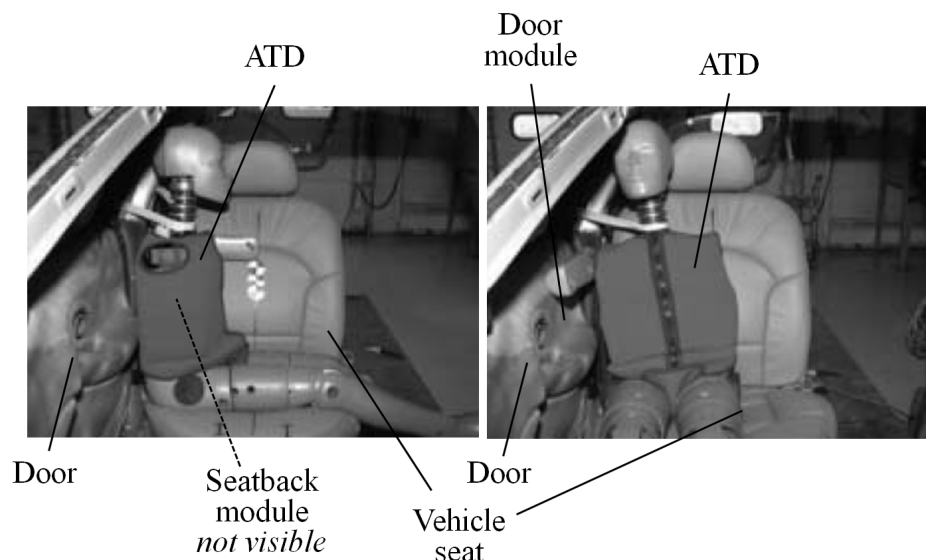 ATD
Door
module
ATD
Door
Seatback
module
not visible
Vehicle
seat
Door